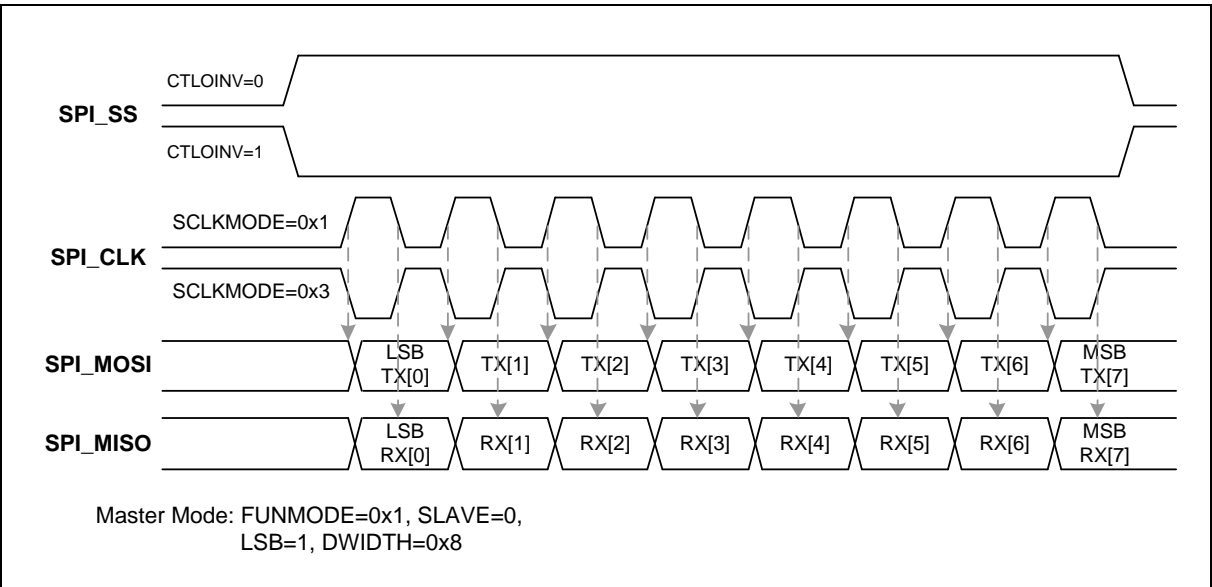 CTLOINV=0
SPI_SS
CTLOINV=1
SCLKMODE=0x1
SPI_CLK
SCLKMODE=0x3
SPI_MOSI
LSB TX[1] TX[2] TX[3] TX[4] TX[5] TX[6] MSB
TX[0] TX[7]
SPI_MISO
LSB RX[1] RX[2] RX[3] RX[4] RX[5] RX[6] MSB
RX[0] RX[7]
Master Mode: FUNMODE=0x1, SLAVE=0,
LSB=1, DWIDTH=0x8